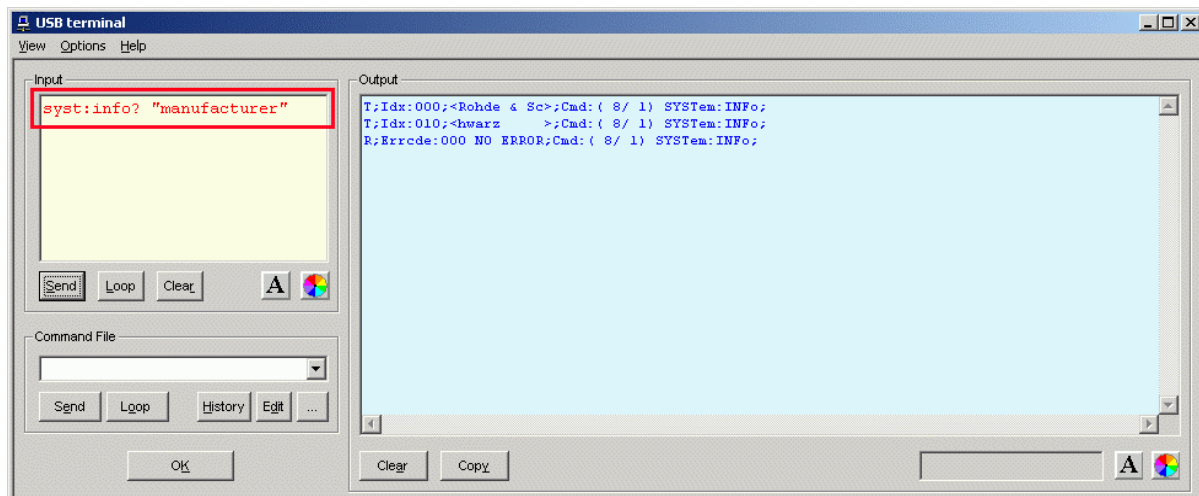 USB terminal
View Options Help
Input
syst:info? "manufacturer"
Send Loop Clear A
Command File
Send Loop History Edit ...
OK
Output
T;Idx:000;<Rohde & Sc>;Cmd:( 8/ 1) SYSTem:INFo;
T;Idx:010;<hwarz     >;Cmd:( 8/ 1) SYSTem:INFo;
R;Errcde:000 NO ERROR;Cmd:( 8/ 1) SYSTem:INFo;
Clear Copy A